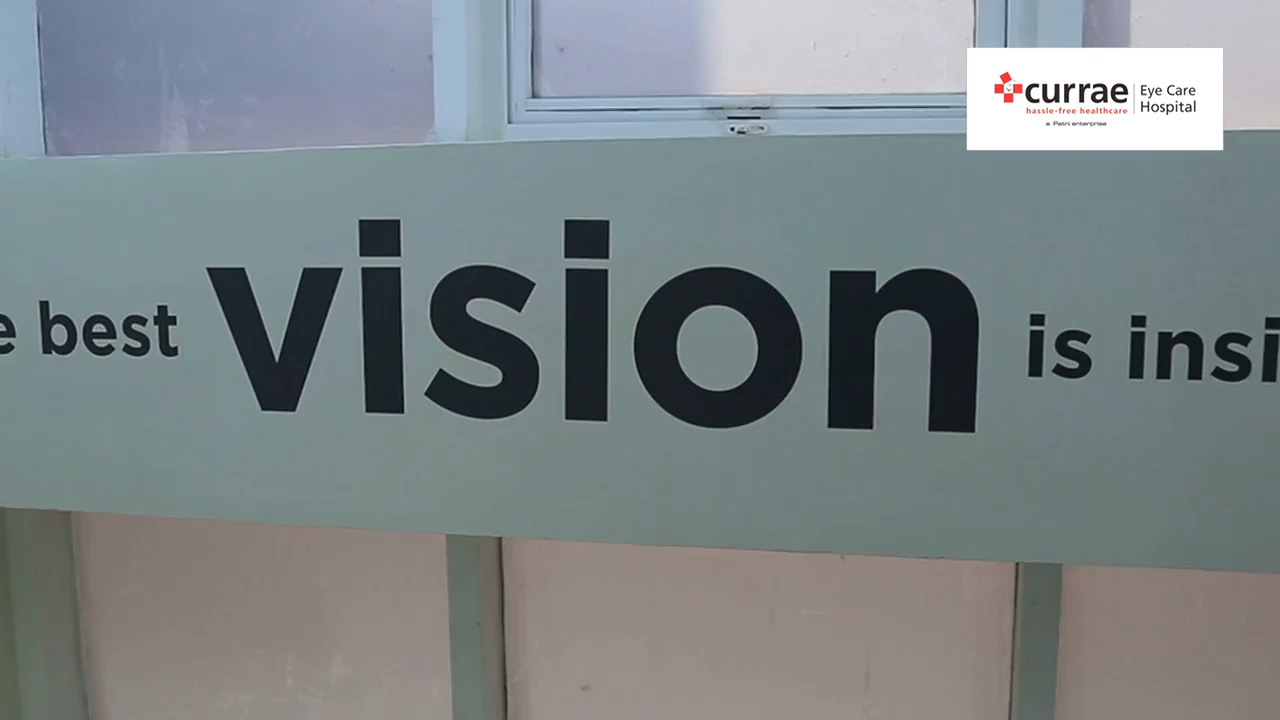 currae
Eye Care
Hospital
hassle-free healthcare
a Patni enterprise
e best vision is insi